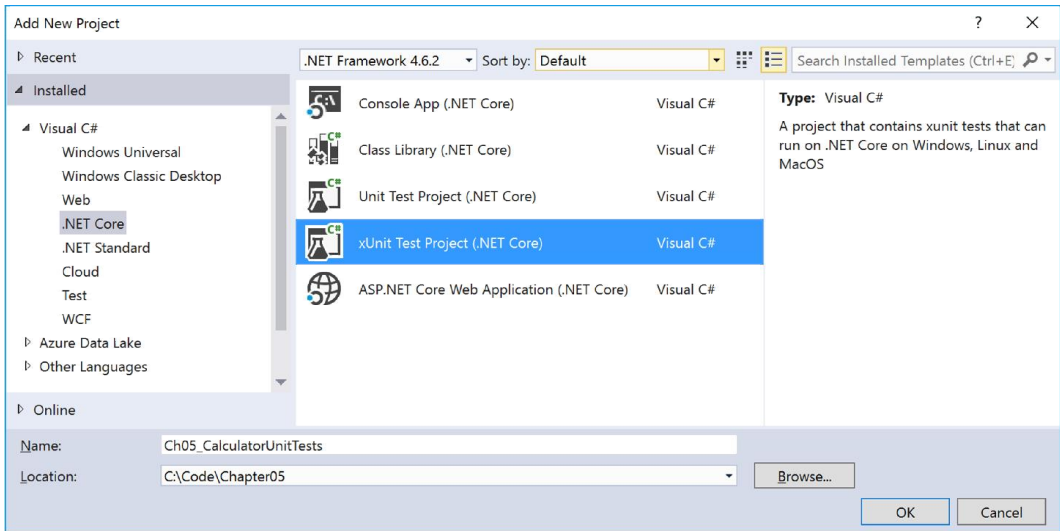 Add New Project ?
Recent
.NET Framework 4.6.2 Sort by: Default Search Installed Templates (Ctrl+E)
Installed
Visual C#
Windows Universal
Windows Classic Desktop
Web
.NET Core
.NET Standard
Cloud
Test
WCF
Azure Data Lake
Other Languages
Online
Console App (.NET Core) Visual C#
Class Library (.NET Core) Visual C#
Unit Test Project (.NET Core) Visual C#
xUnit Test Project (.NET Core) Visual C#
ASP.NET Core Web Application (.NET Core) Visual C#
Type: Visual C#
A project that contains xunit tests that can
run on .NET Core on Windows, Linux and
MacOS
Name: Ch05_CalculatorUnitTests
Location: C:\Code\Chapter05 Browse...
OK Cancel